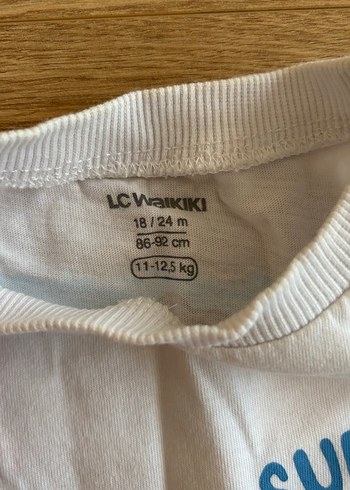 LC WaIKIKI
18 / 24 m
86-92 cm
11-12,5 kg